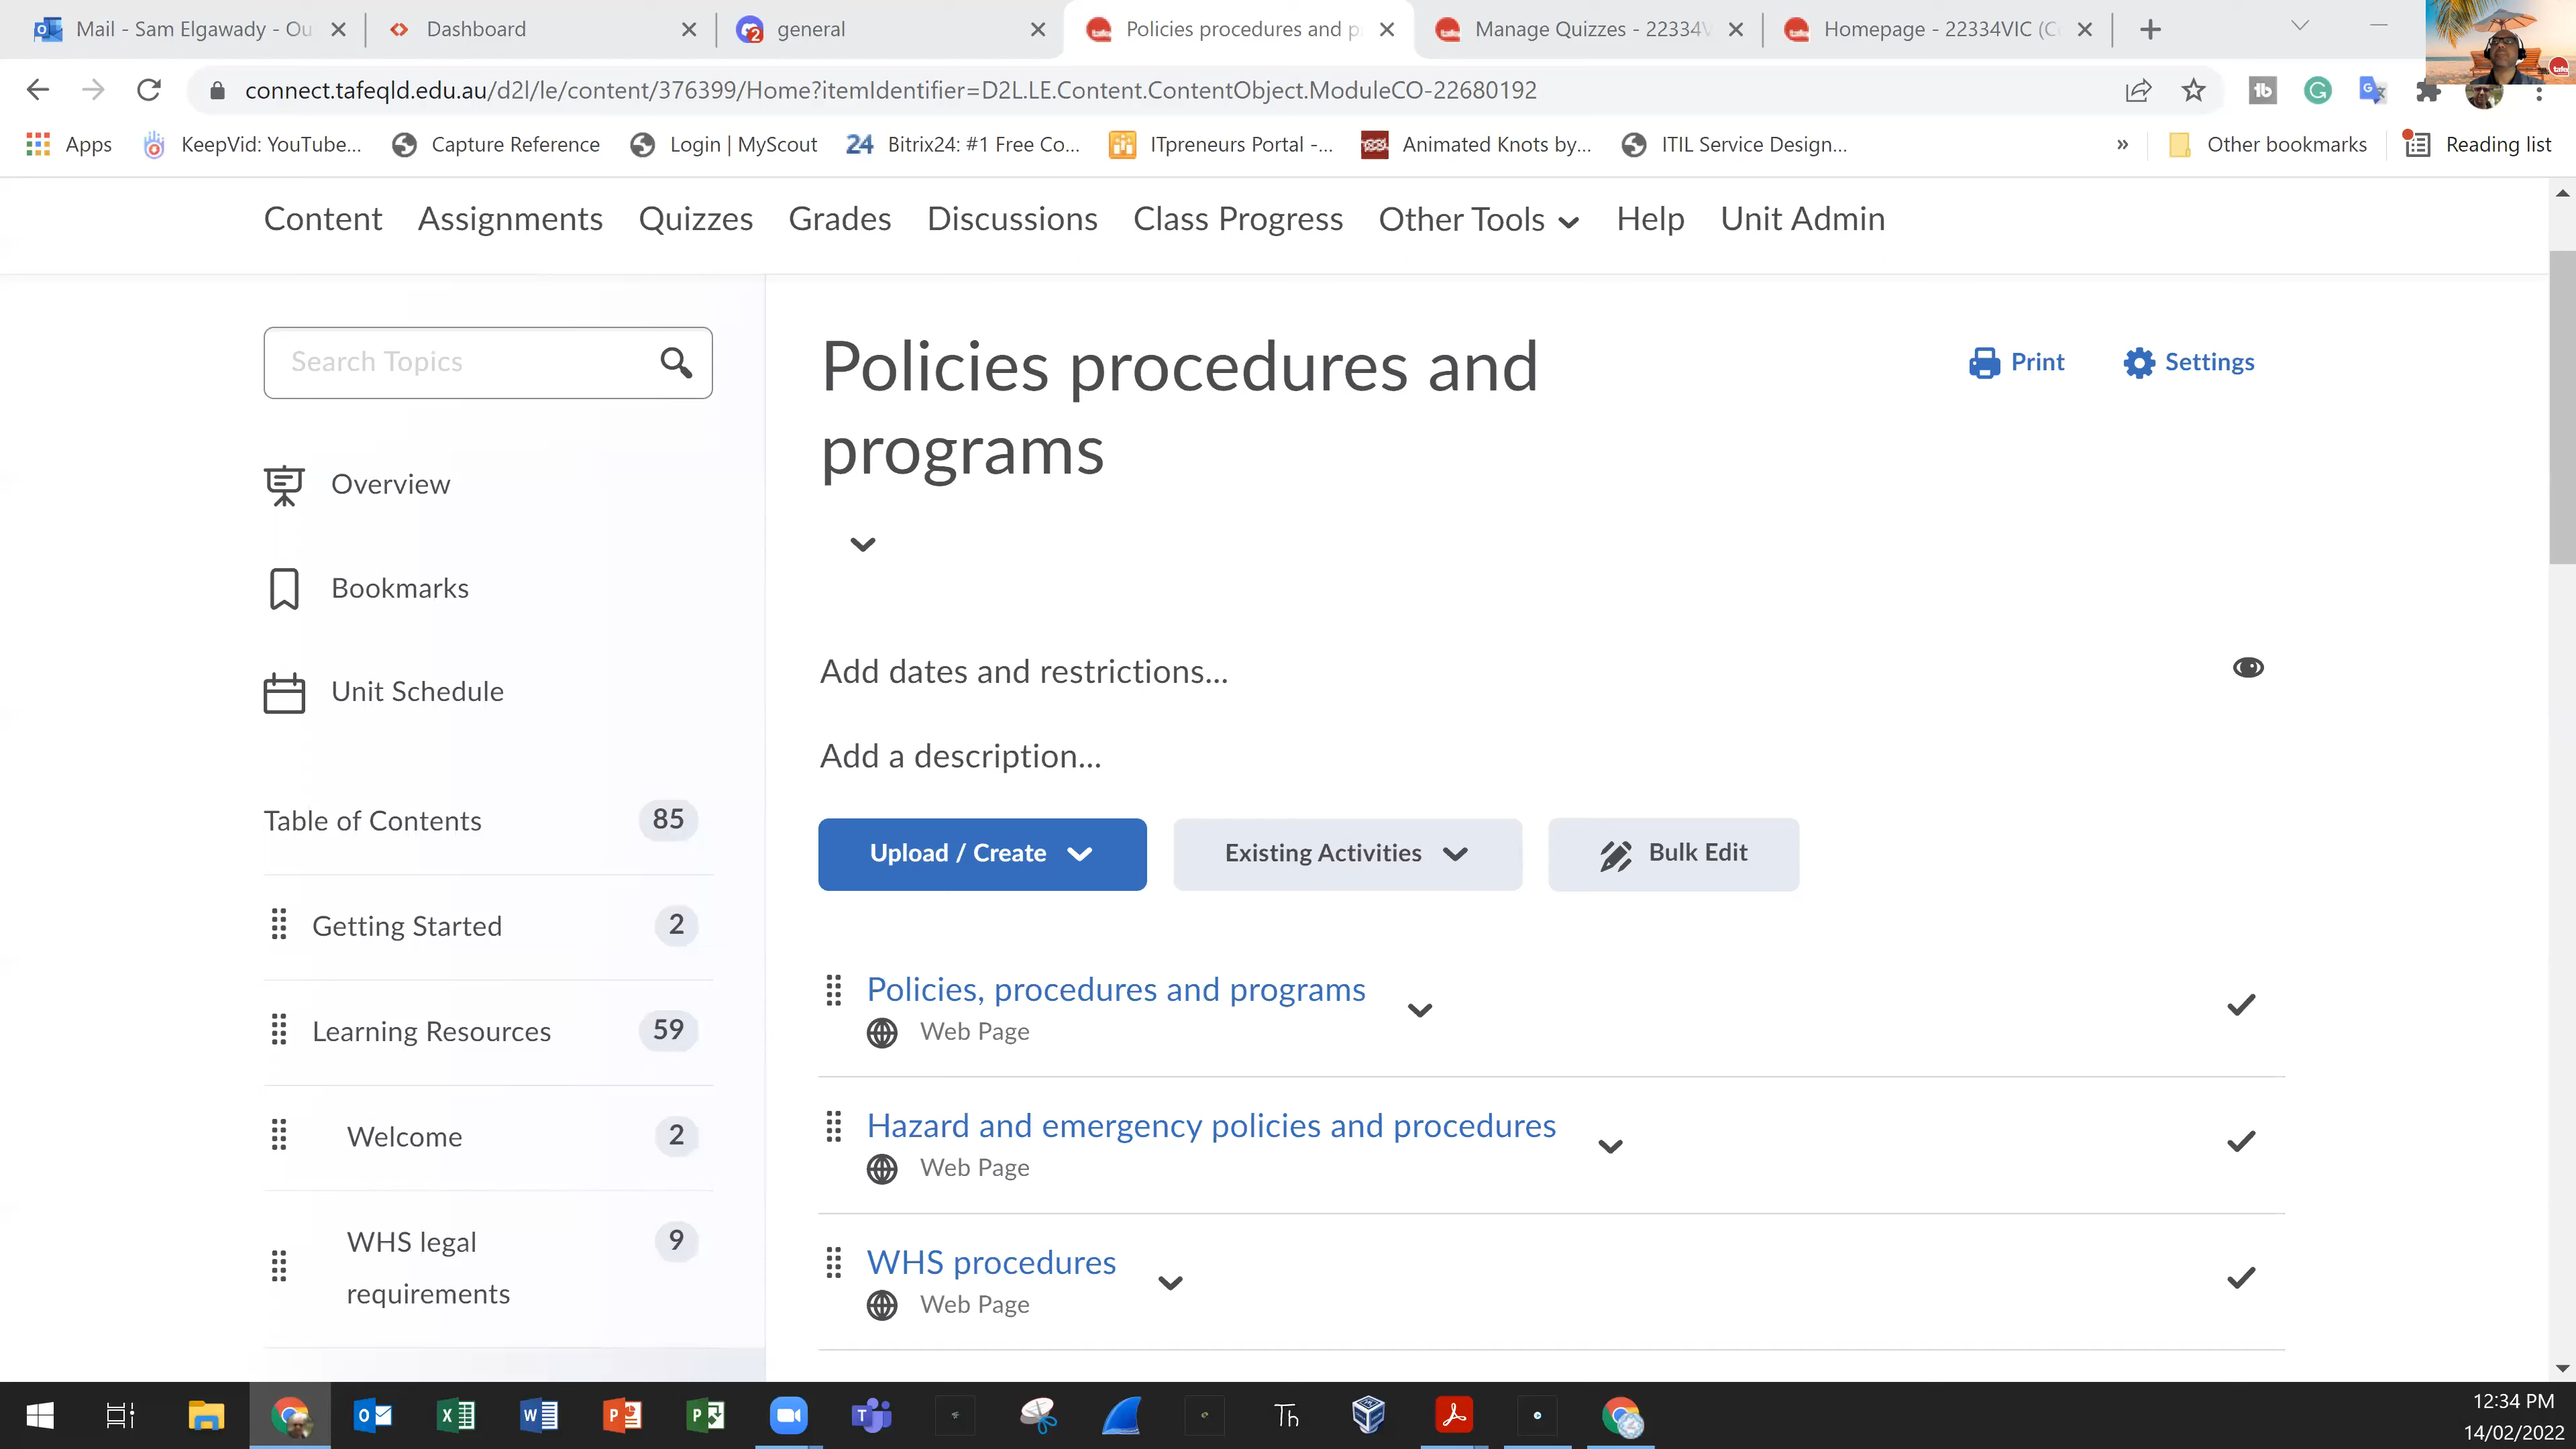 Mail - Sam Elgawady - Ou
Dashboard
general
Policies procedures and p
Manage Quizzes - 22334V
Homepage - 22334VIC (C
connect.tafeqld.edu.au/d2l/le/content/376399/Home?itemIdentifier=D2L.LE.Content.ContentObject.ModuleCO-22680192
Apps
KeepVid: YouTube...
Capture Reference
Login | MyScout
24 Bitrix24: #1 Free Co...
ITpreneurs Portal -...
Animated Knots by...
ITIL Service Design...
»
Other bookmarks
Reading list
Content Assignments Quizzes Grades Discussions Class Progress Other Tools Help Unit Admin
Search Topics
Overview
Bookmarks
Unit Schedule
Table of Contents 85
Getting Started 2
Learning Resources 59
Welcome 2
WHS legal 9
requirements
Policies procedures and
programs
Print
Settings
Add dates and restrictions...
Add a description...
Upload / Create
Existing Activities
Bulk Edit
Policies, procedures and programs
Web Page
Hazard and emergency policies and procedures
Web Page
WHS procedures
Web Page
Th
12:34 PM
14/02/2022